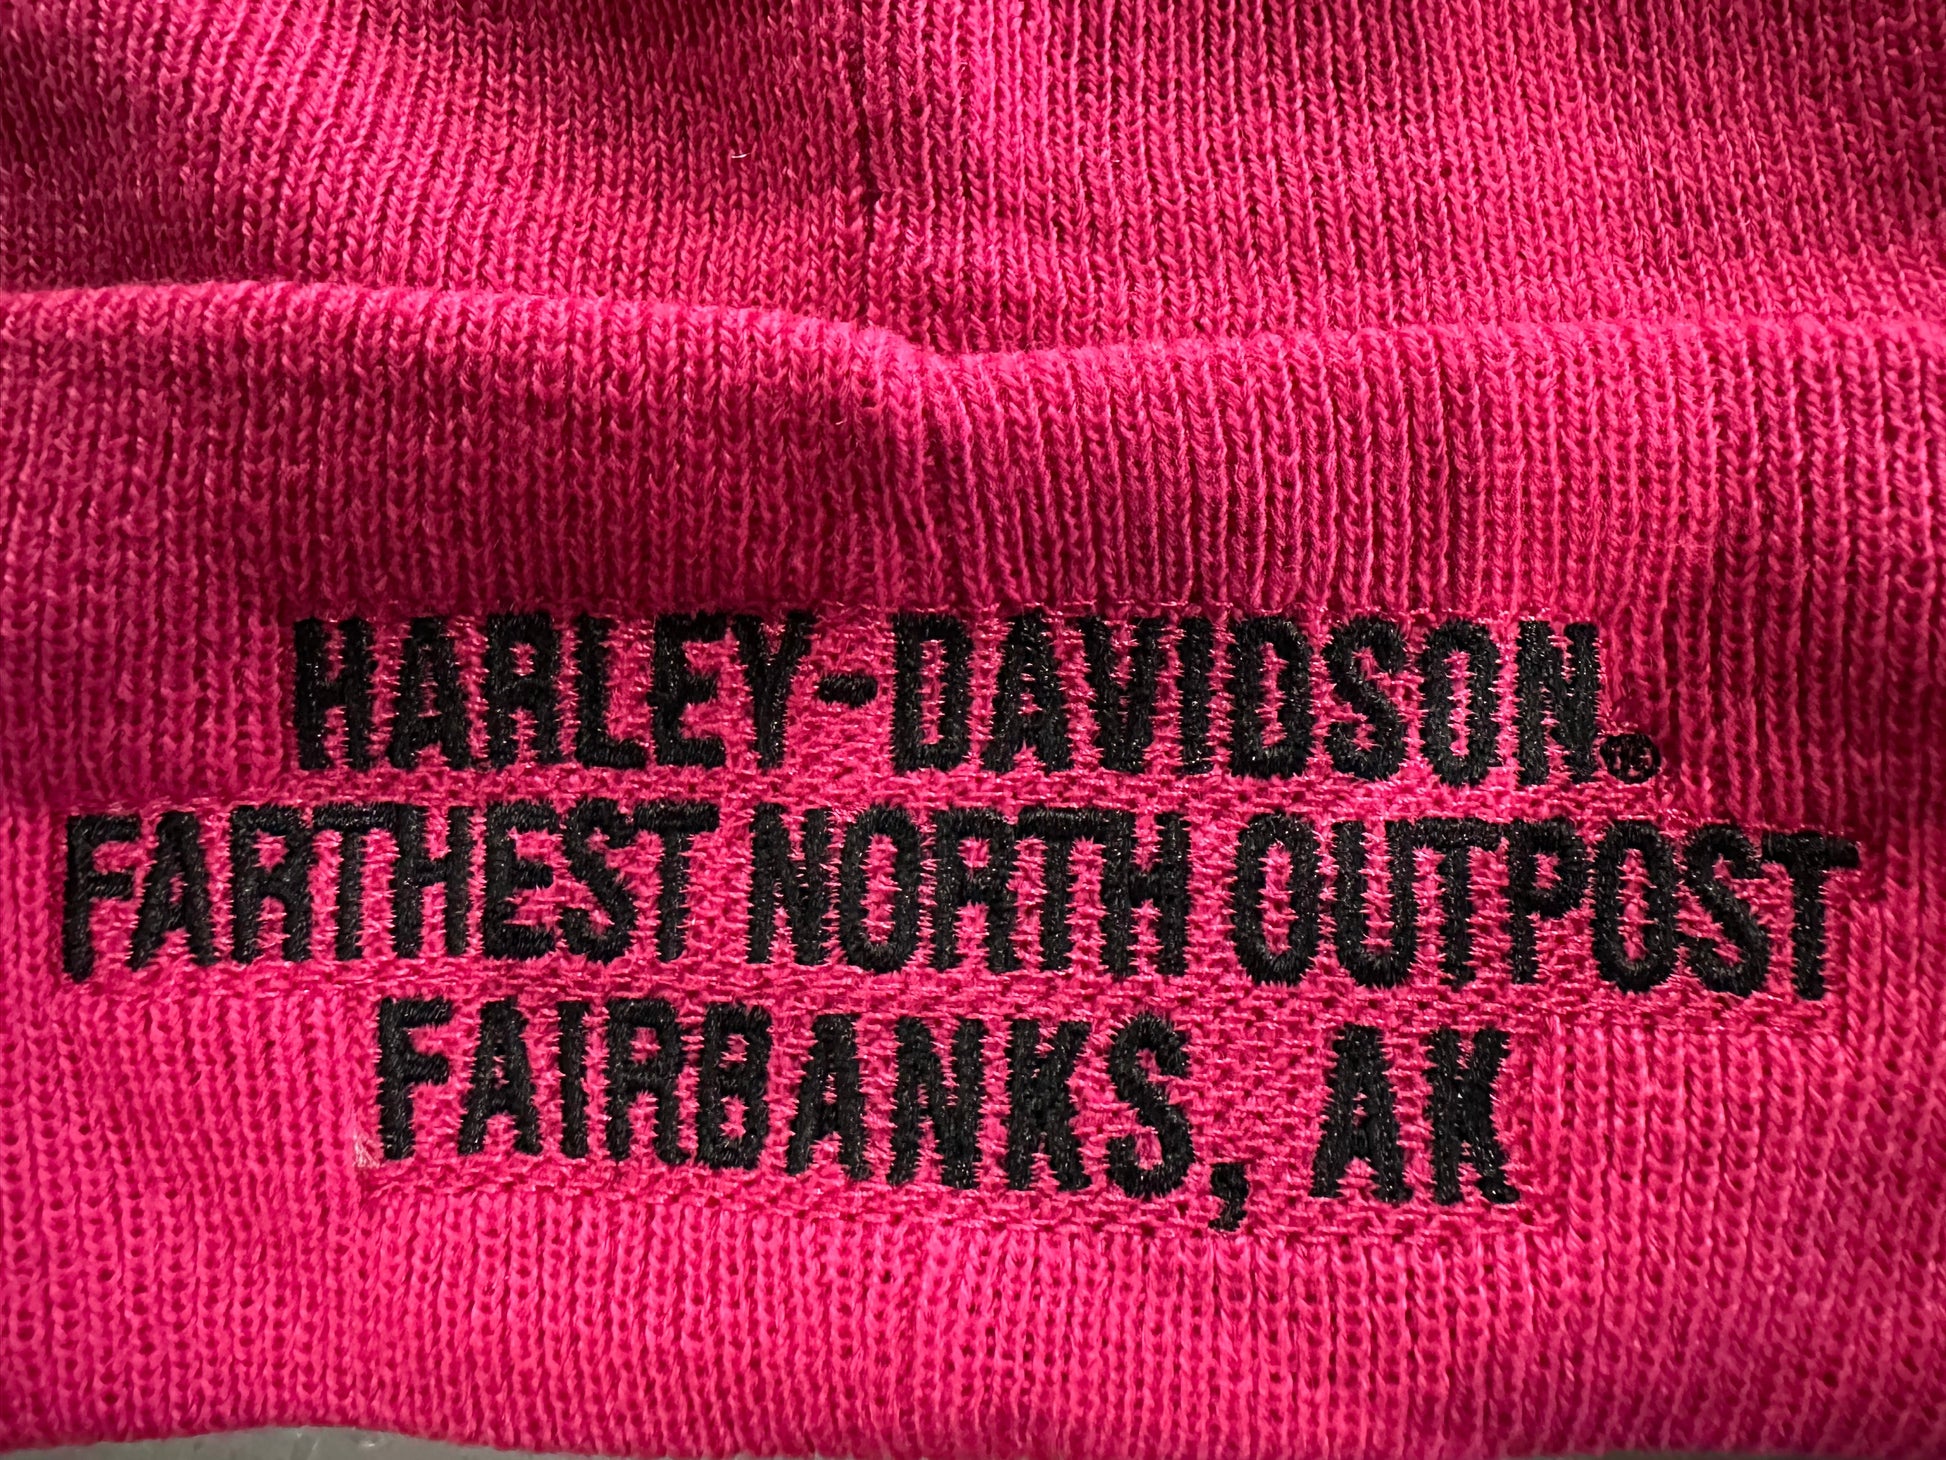 HARLEY-DAVIDSON®
FARTHEST NORTH OUTPOST
FAIRBANKS, AK